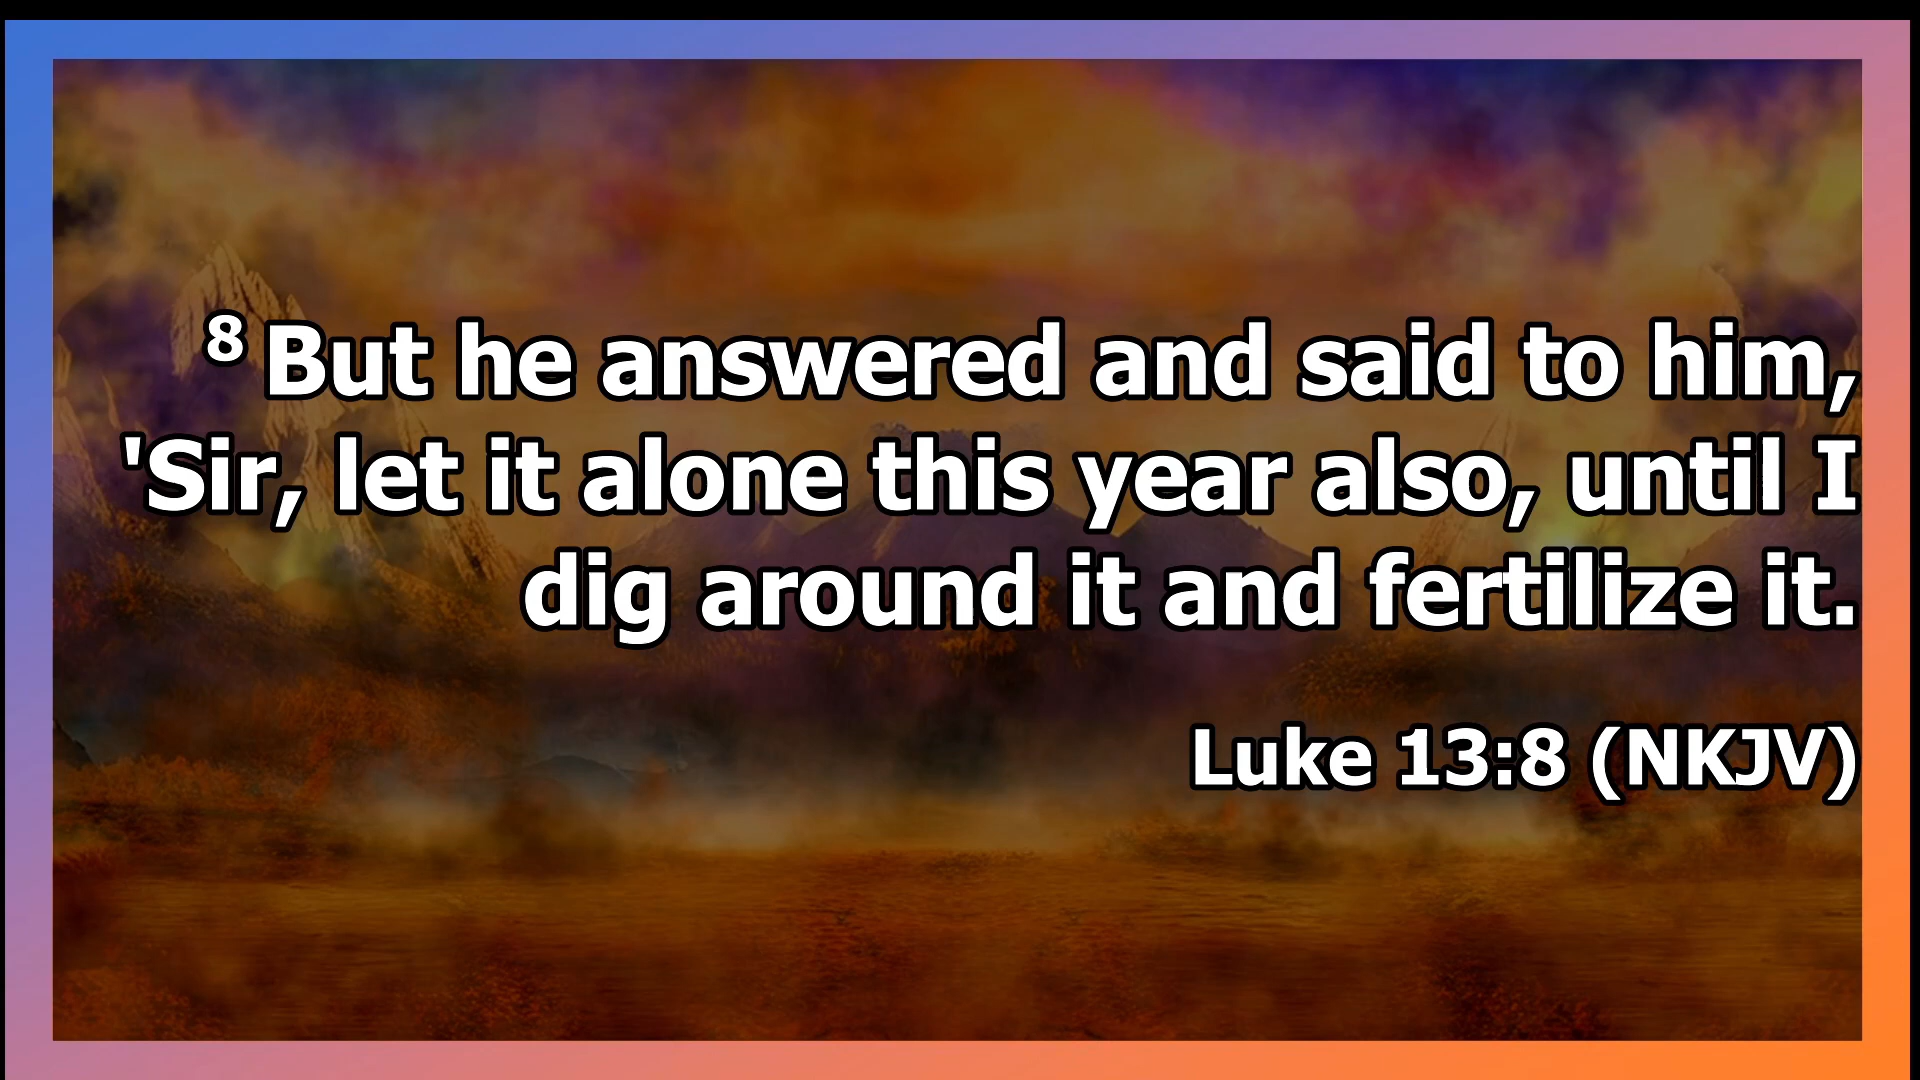 8 But he answered and said to him,
'Sir, let it alone this year also, until I
dig around it and fertilize it.
Luke 13:8 (NKJV)